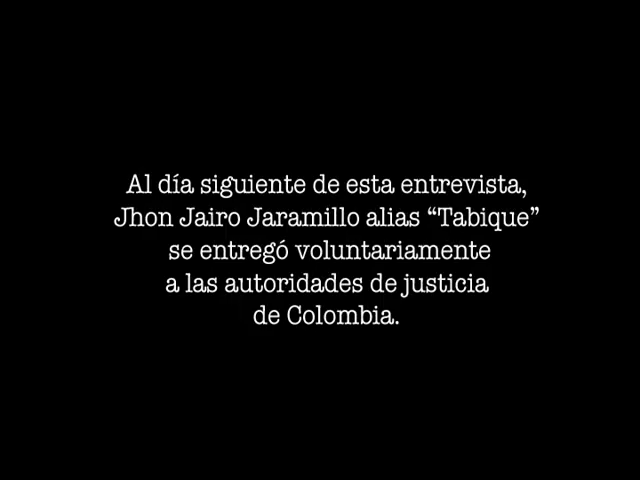 Al día siguiente de esta entrevista,
Jhon Jairo Jaramillo alias “Tabique”
se entregó voluntariamente
a las autoridades de justicia
de Colombia.